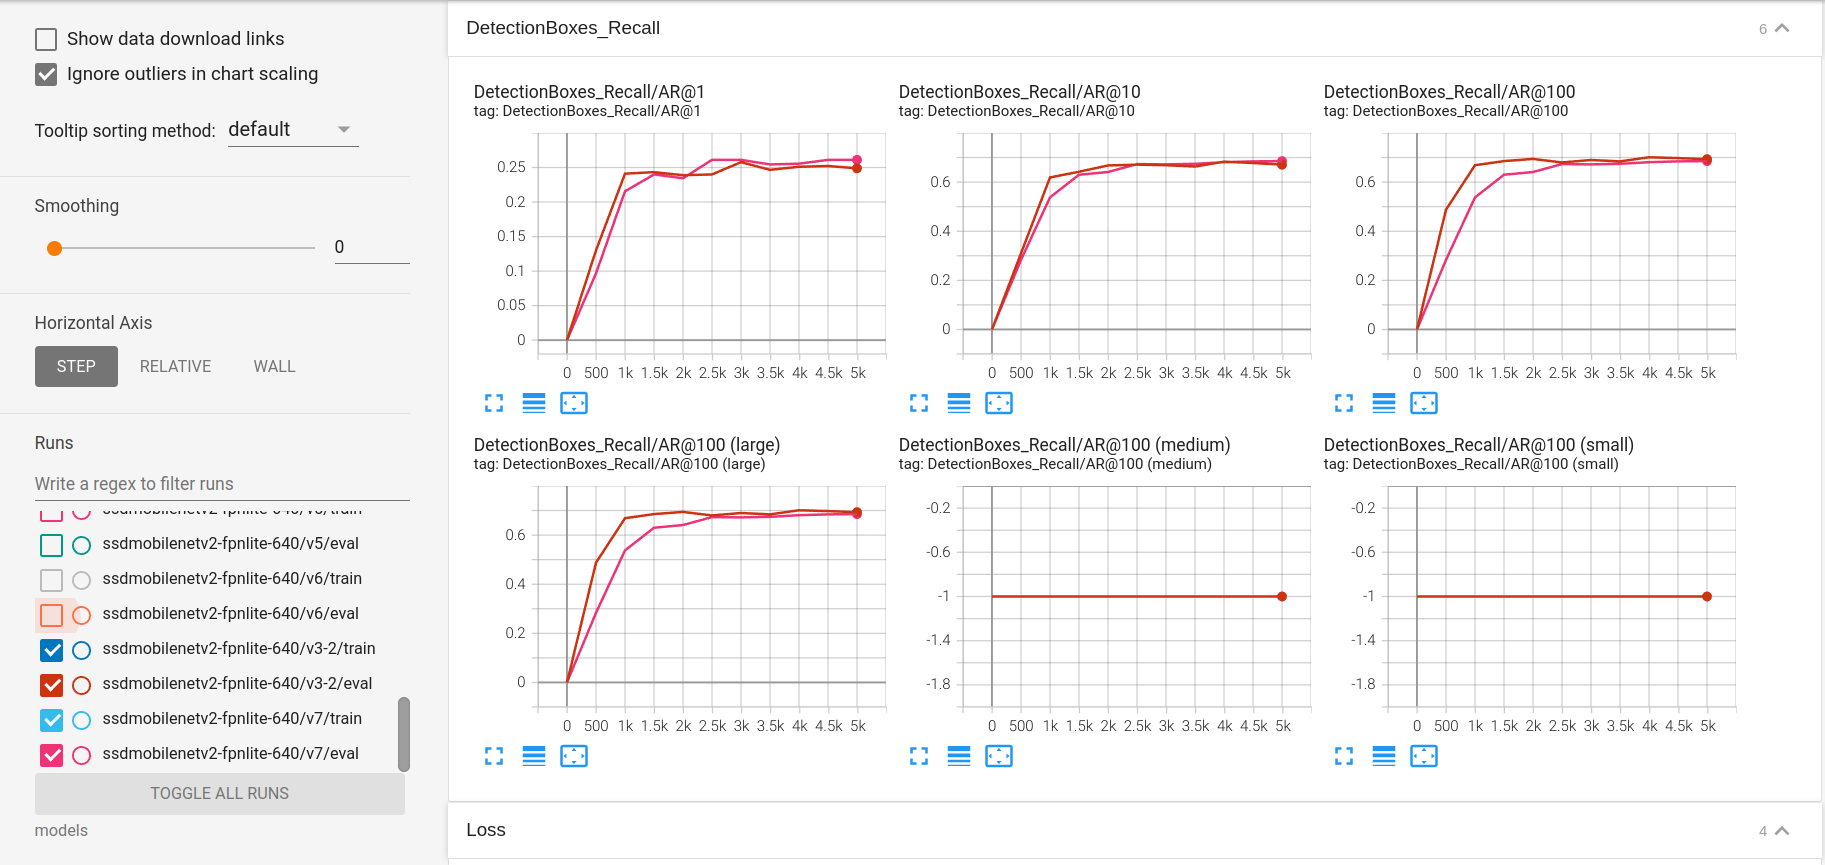 Show data download links
Ignore outliers in chart scaling
Tooltip sorting method: default
Smoothing
0
Horizontal Axis
STEP RELATIVE WALL
Runs
Write a regex to filter runs
ssdmobilenetv2-fpnlite-640/v5/eval
ssdmobilenetv2-fpnlite-640/v6/train
ssdmobilenetv2-fpnlite-640/v6/eval
ssdmobilenetv2-fpnlite-640/v3-2/train
ssdmobilenetv2-fpnlite-640/v3-2/eval
ssdmobilenetv2-fpnlite-640/v7/train
ssdmobilenetv2-fpnlite-640/v7/eval
TOGGLE ALL RUNS
models
DetectionBoxes_Recall 6
DetectionBoxes_Recall/AR@1
tag: DetectionBoxes_Recall/AR@1
0.25
0.2
0.15
0.1
0.05
0
0 500 1k 1.5k 2k 2.5k 3k 3.5k 4k 4.5k 5k
DetectionBoxes_Recall/AR@10
tag: DetectionBoxes_Recall/AR@10
0.6
0.4
0.2
0
0 500 1k 1.5k 2k 2.5k 3k 3.5k 4k 4.5k 5k
DetectionBoxes_Recall/AR@100
tag: DetectionBoxes_Recall/AR@100
0.6
0.4
0.2
0
0 500 1k 1.5k 2k 2.5k 3k 3.5k 4k 4.5k 5k
DetectionBoxes_Recall/AR@100 (large)
tag: DetectionBoxes_Recall/AR@100 (large)
0.6
0.4
0.2
0
0 500 1k 1.5k 2k 2.5k 3k 3.5k 4k 4.5k 5k
DetectionBoxes_Recall/AR@100 (medium)
tag: DetectionBoxes_Recall/AR@100 (medium)
-0.2
-0.6
-1
-1.4
-1.8
0 500 1k 1.5k 2k 2.5k 3k 3.5k 4k 4.5k 5k
DetectionBoxes_Recall/AR@100 (small)
tag: DetectionBoxes_Recall/AR@100 (small)
-0.2
-0.6
-1
-1.4
-1.8
0 500 1k 1.5k 2k 2.5k 3k 3.5k 4k 4.5k 5k
Loss 4